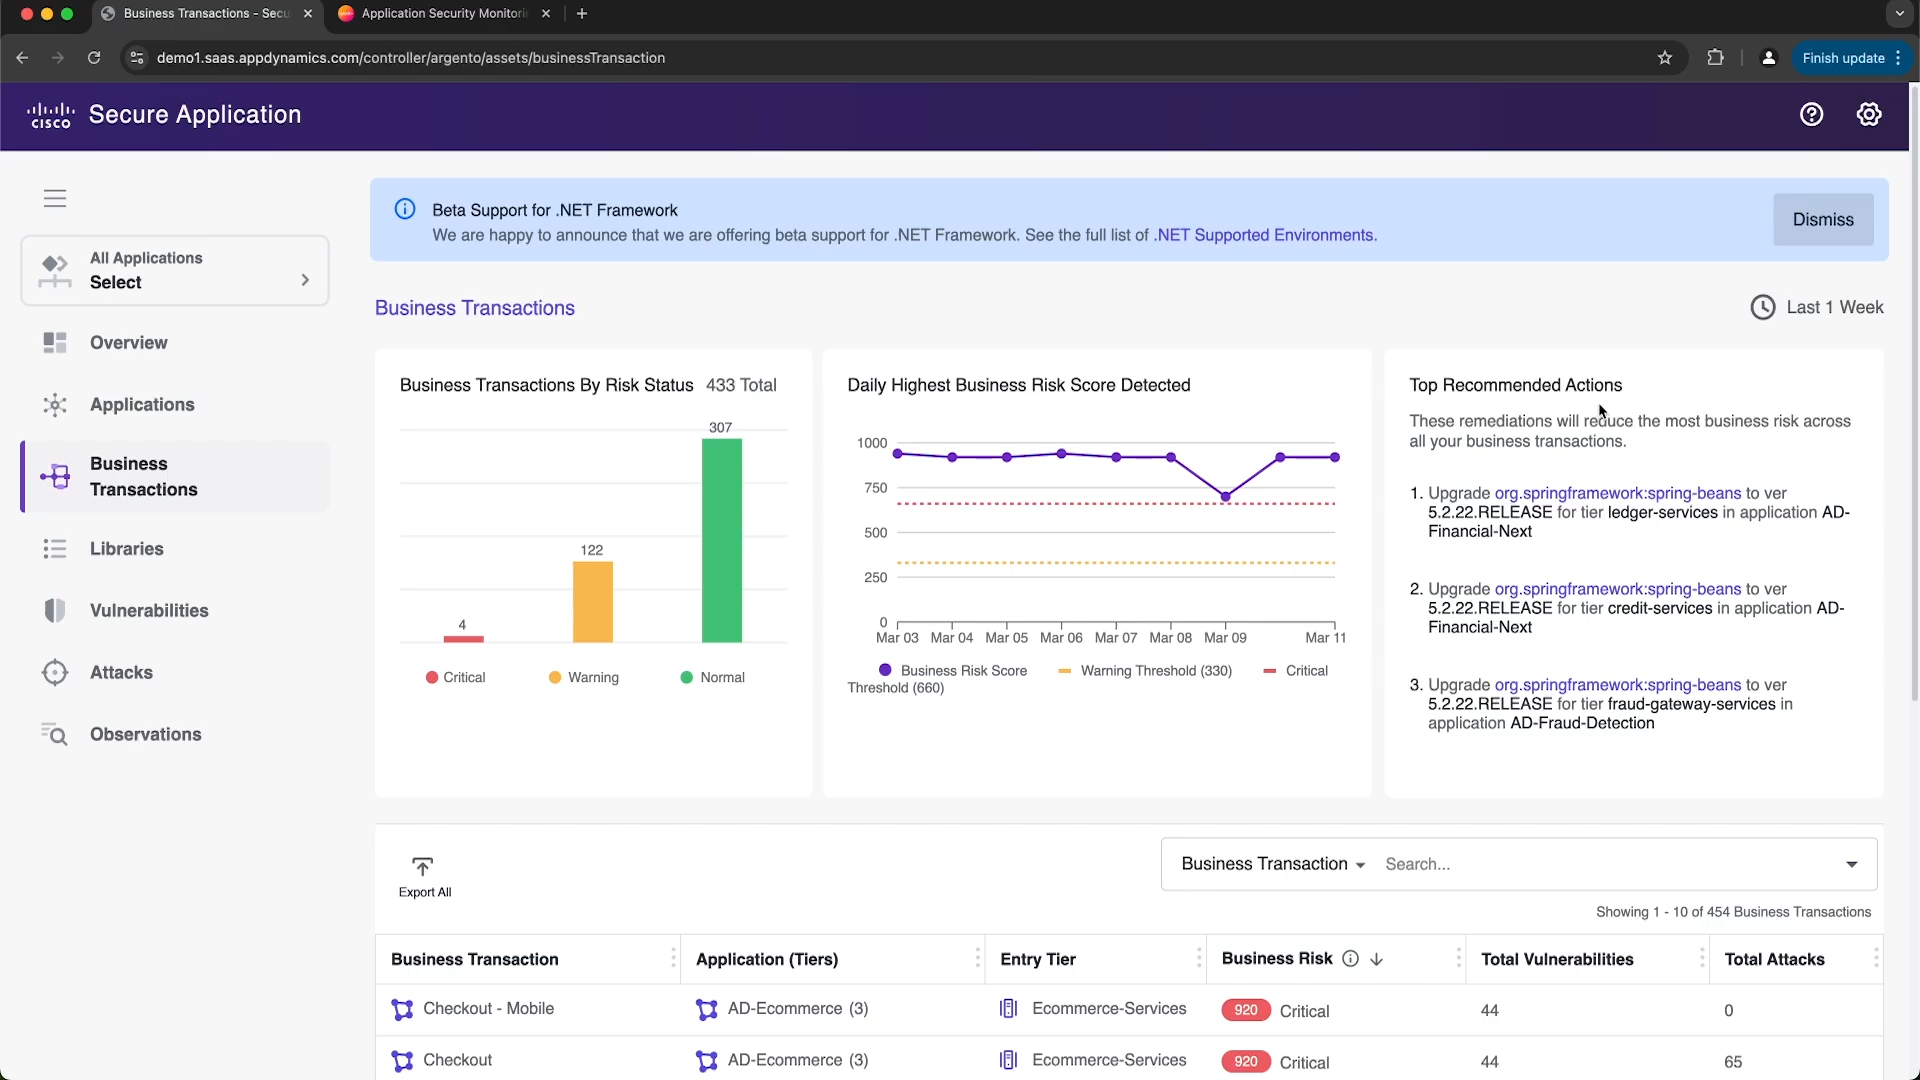 Business Transactions - Secu
Application Security Monitorin
demo1.saas.appdynamics.com/controller/argento/assets/businessTransaction
Finish update
cisco
Secure Application
Beta Support for .NET Framework
We are happy to announce that we are offering beta support for .NET Framework. See the full list of .NET Supported Environments.
Dismiss
All Applications
Select
Overview
Applications
Business
Transactions
Libraries
Vulnerabilities
Attacks
Observations
Business Transactions
Last 1 Week
Business Transactions By Risk Status 433 Total
307
122
4
Critical
Warning
Normal
Daily Highest Business Risk Score Detected
1000
750
500
250
0
Mar 03 Mar 04 Mar 05 Mar 06 Mar 07 Mar 08 Mar 09 Mar 11
Business Risk Score Warning Threshold (330) Critical
Threshold (660)
Top Recommended Actions
These remediations will reduce the most business risk across
all your business transactions.
1. Upgrade org.springframework:spring-beans to ver
5.2.22.RELEASE for tier ledger-services in application AD-
Financial-Next
2. Upgrade org.springframework:spring-beans to ver
5.2.22.RELEASE for tier credit-services in application AD-
Financial-Next
3. Upgrade org.springframework:spring-beans to ver
5.2.22.RELEASE for tier fraud-gateway-services in
application AD-Fraud-Detection
Export All
Business Transaction
Search...
Showing 1 - 10 of 454 Business Transactions
Business Transaction Application (Tiers) Entry Tier Business Risk Total Vulnerabilities Total Attacks
Checkout - Mobile AD-Ecommerce (3) Ecommerce-Services 920 Critical 44 0
Checkout AD-Ecommerce (3) Ecommerce-Services 920 Critical 44 65